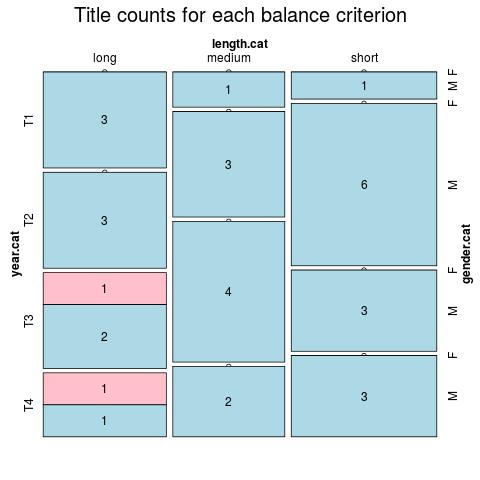 Title counts for each balance criterion
length.cat
long medium short
year.cat
T1
T2
T3
T4
3
3
1
2
1
1
1
3
4
2
1
6
3
3
F
M
F
M
F
M
F
M
gender.cat